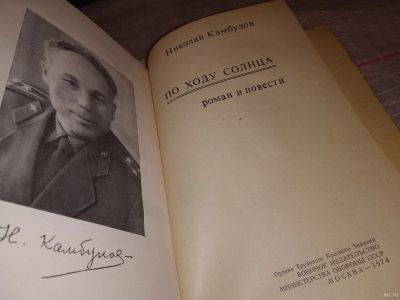 Н. Камбулов
Николай Камбулов
ПО ХОДУ СОЛНЦА
роман и повести
Ордена Трудового Красного Знамени
ВОЕННОЕ ИЗДАТЕЛЬСТВО
МИНИСТЕРСТВА ОБОРОНЫ СССР
МОСКВА — 1974